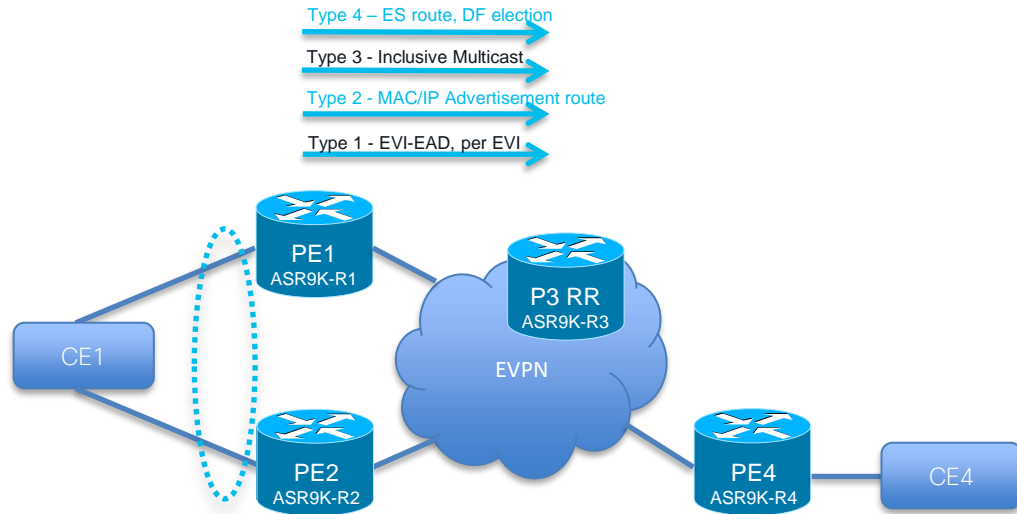 Type 4 – ES route, DF election
Type 3 - Inclusive Multicast
Type 2 - MAC/IP Advertisement route
Type 1 - EVI-EAD, per EVI
PE1
ASR9K-R1
P3 RR
ASR9K-R3
CE1
EVPN
PE2
ASR9K-R2
PE4
ASR9K-R4
CE4